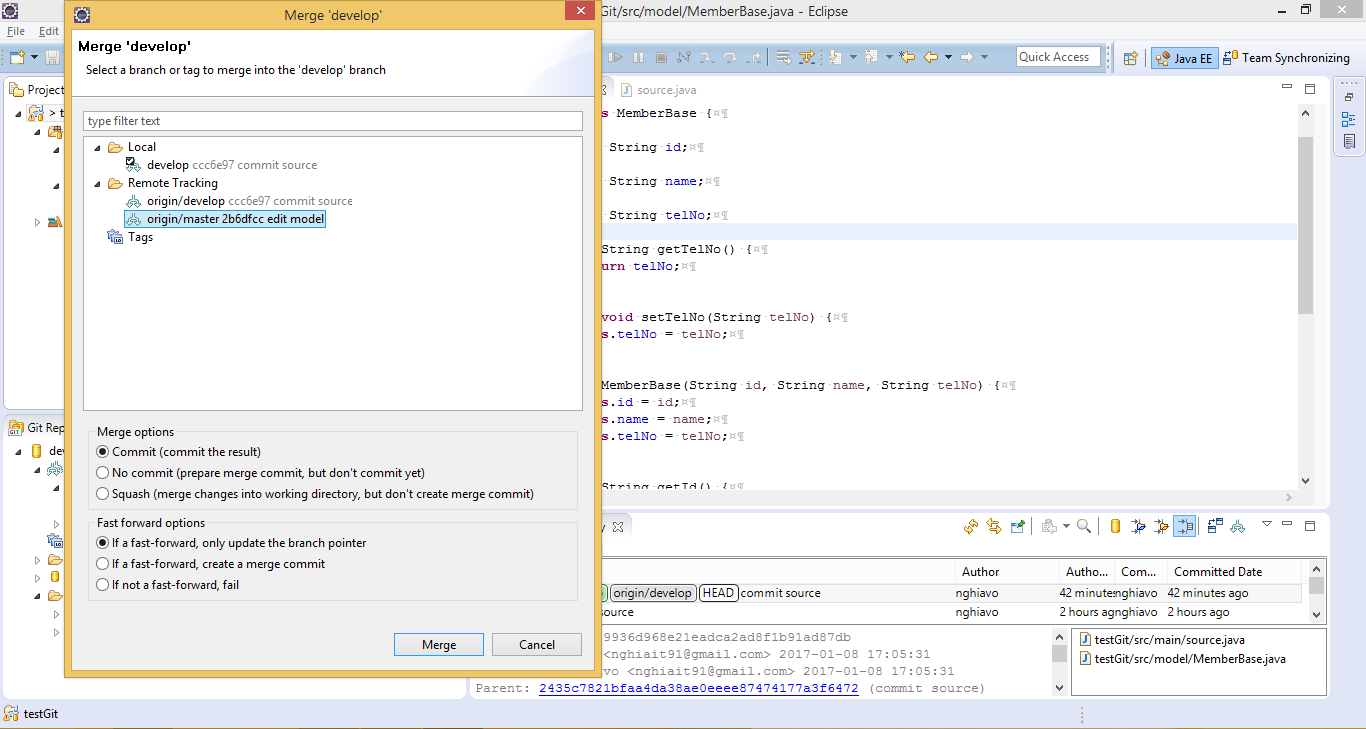 Merge 'develop'
Git/src/model/MemberBase.java - Eclipse
File Edit
Merge 'develop'
Select a branch or tag to merge into the 'develop' branch
Quick Access
Java EE
Team Synchronizing
Project
source.java
type filter text
Local
develop ccc6e97 commit source
Remote Tracking
origin/develop ccc6e97 commit source
origin/master 2b6dfcc edit model
Tags
> t
s·MemberBase·{¤¶
String·id;¤¶
String·name;¤¶
String·telNo;¤¶
String·getTelNo()·{¤¶
urn·telNo;¤¶
void·setTelNo(String·telNo)·{¤¶
s.telNo·=·telNo;¤¶
MemberBase(String·id,·String·name,·String·telNo)·{¤¶
s.id·=·id;¤¶
s.name·=·name;¤¶
s.telNo·=·telNo;¤¶
String·getId()·{¤¶
Merge options
Commit (commit the result)
No commit (prepare merge commit, but don't commit yet)
Squash (merge changes into working directory, but don't create merge commit)
Git Rep
dev
Fast forward options
If a fast-forward, only update the branch pointer
If a fast-forward, create a merge commit
If not a fast-forward, fail
Merge
Cancel
y
Author Autho... Com... Committed Date
origin/develop HEAD commit source nghiavo 42 minutes nghiavo 42 minutes ago
source nghiavo 2 hours ag nghiavo 2 hours ago
9936d968e21eadca2ad8f1b91ad87db
<nghiait91@gmail.com> 2017-01-08 17:05:31
vo <nghiait91@gmail.com> 2017-01-08 17:05:31
Parent: 2435c7821bfaa4da38ae0eeee87474177a3f6472 (commit source)
testGit/src/main/source.java
testGit/src/model/MemberBase.java
testGit